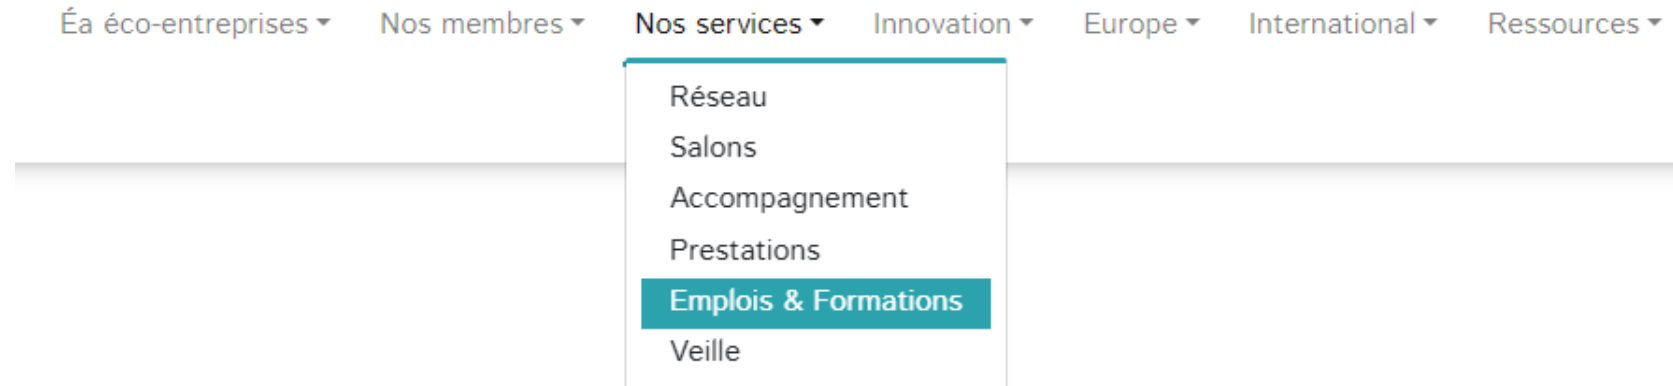 Éa éco-entreprises Nos membres Nos services Innovation Europe International Ressources
Réseau
Salons
Accompagnement
Prestations
Emplois & Formations
Veille